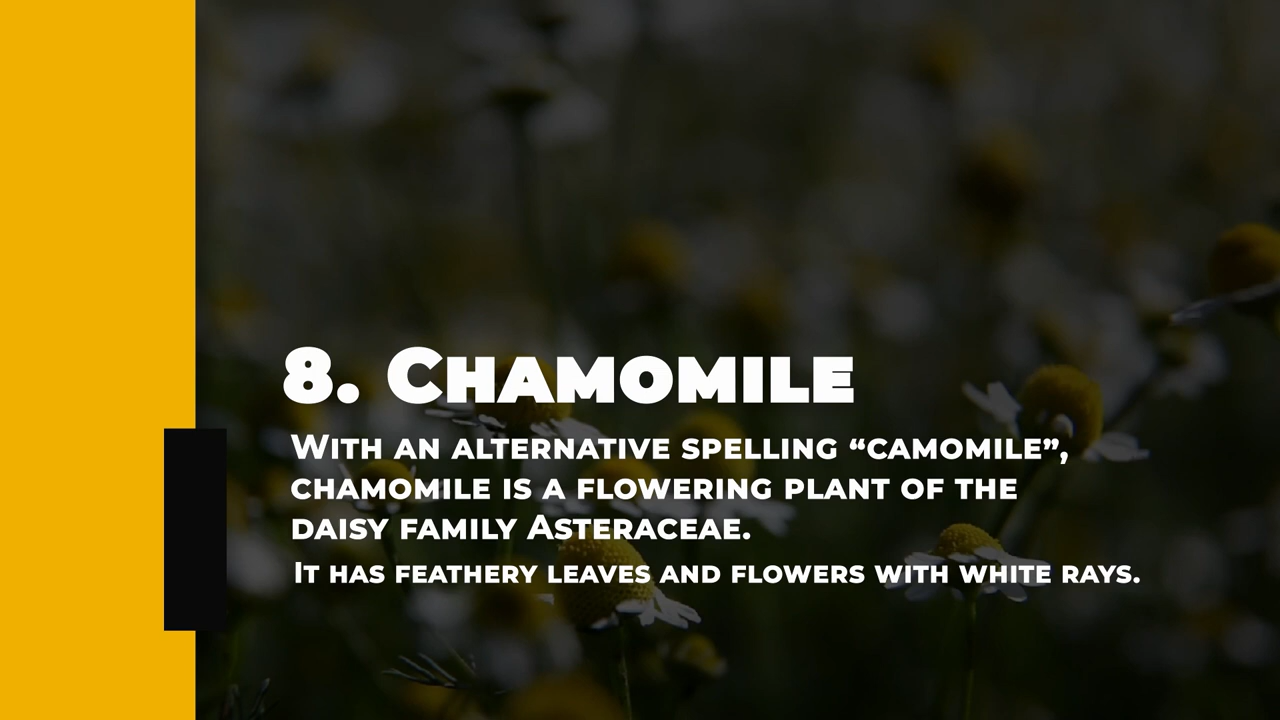 8. Chamomile
With an alternative spelling “camomile”,
chamomile is a flowering plant of the
daisy family Asteraceae.
It has feathery leaves and flowers with white rays.